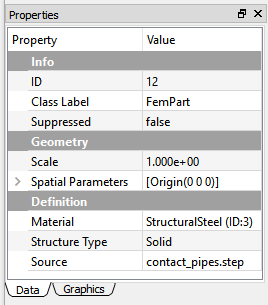 Properties
Property Value
Info
ID 12
Class Label FemPart
Suppressed false
Geometry
Scale 1.000e+00
Spatial Parameters [Origin(0 0 0)]
Definition
Material StructuralSteel (ID:3)
Structure Type Solid
Source contact_pipes.step
Data Graphics